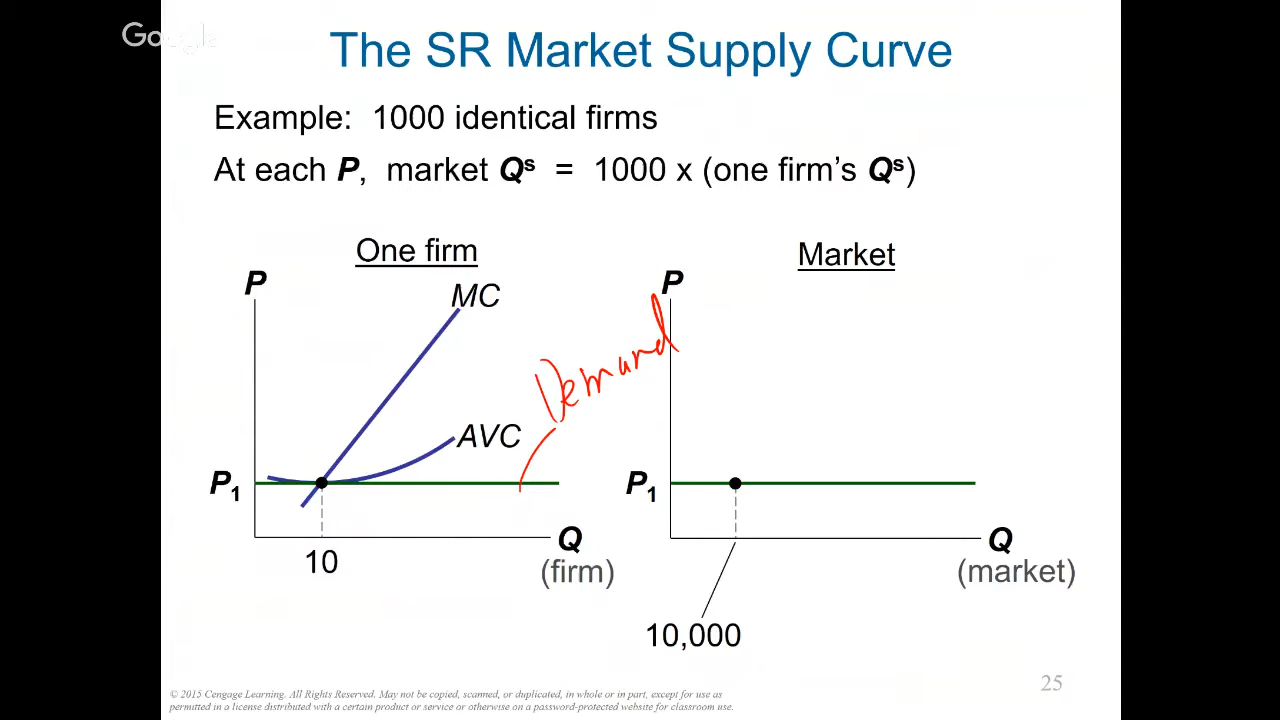 Google
The SR Market Supply Curve
Example: 1000 identical firms
At each P, market Qˢ = 1000 x (one firm’s Qˢ)
One firm
P
MC
AVC
P₁
10
Q
(firm)
Demand
Market
P
P₁
10,000
Q
(market)
25
© 2015 Cengage Learning. All Rights Reserved. May not be copied, scanned, or duplicated, in whole or in part, except for use as
permitted in a license distributed with a certain product or service or otherwise on a password-protected website for classroom use.